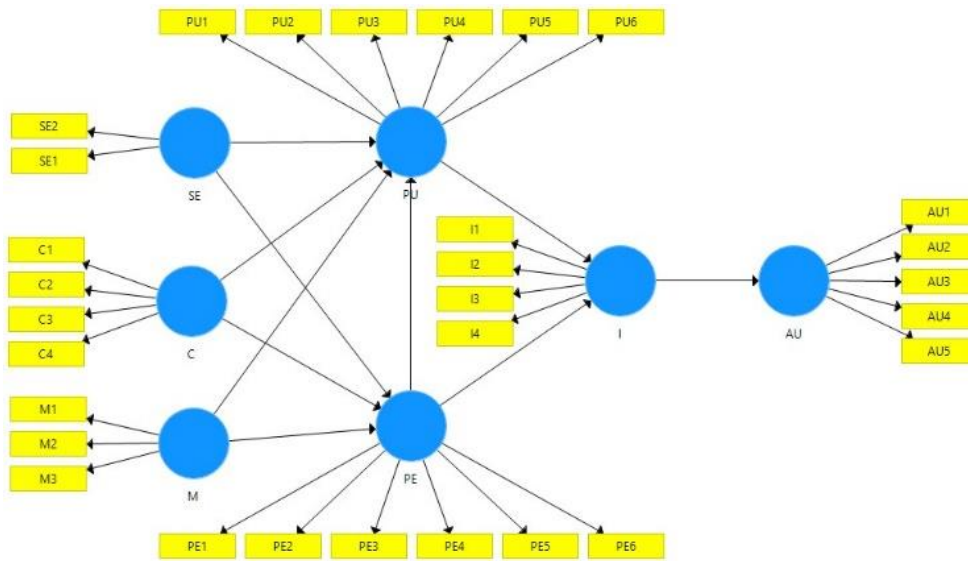 PU1 PU2 PU3 PU4 PU5 PU6
SE2
SE1
SE
PU
C1
C2
C3
C4
C
I1
I2
I3
I4
I
AU1
AU2
AU3
AU4
AU5
AU
M1
M2
M3
M
PE
PE1 PE2 PE3 PE4 PE5 PE6